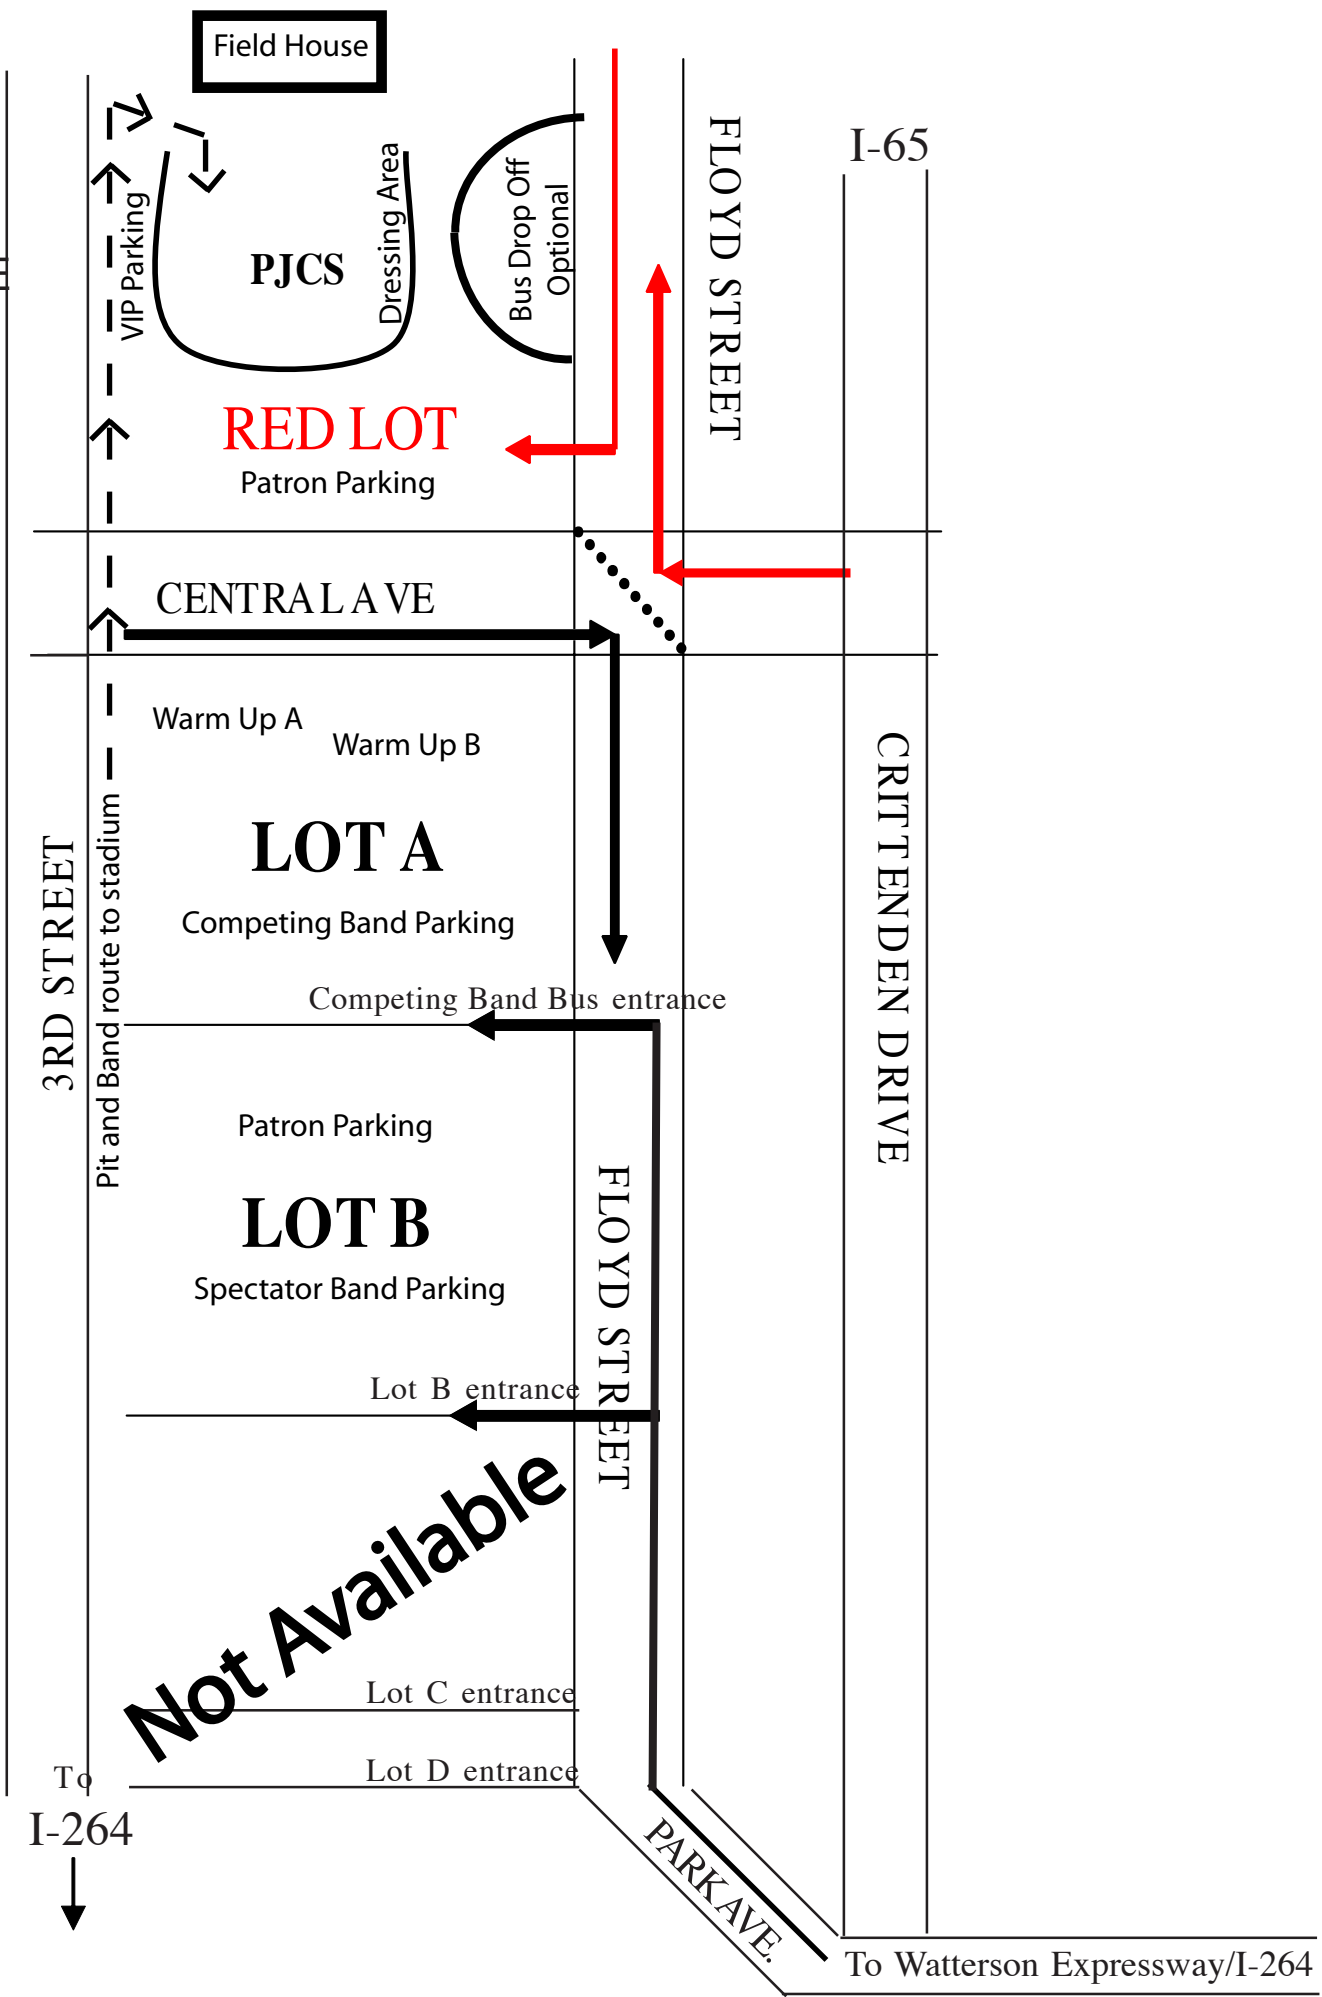 Field House
FLOYD STREET
I-65
Dressing Area
Bus Drop Off
Optional
VIP Parking
PJCS
RED LOT
Patron Parking
CENTRAL AVE
Warm Up A
Warm Up B
CRITTENDEN DRIVE
LOT A
3RD STREET
Pit and Band route to stadium
Competing Band Parking
Competing Band Bus entrance
Patron Parking
FLOYD STREET
LOT B
Spectator Band Parking
Lot B entrance
Not Available
Lot C entrance
Lot D entrance
To
I-264
PARK AVE.
To Watterson Expressway/I-264